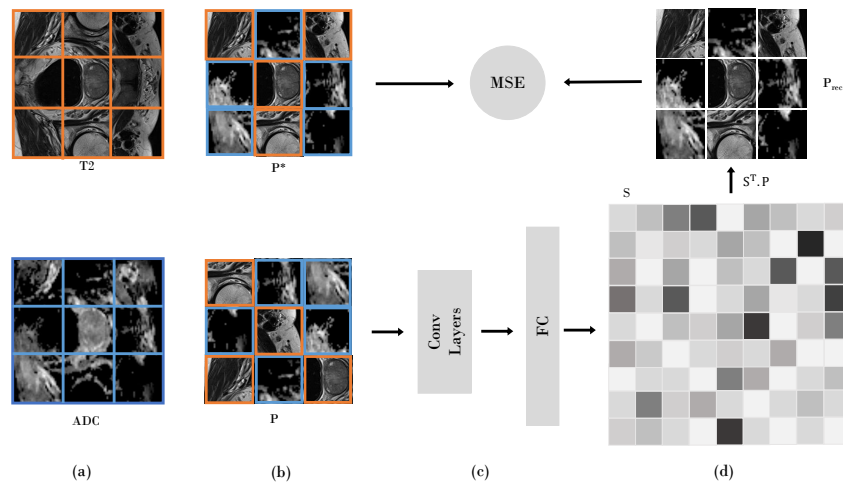 T2
P*
MSE
P_rec
S^T.P
S
ADC
P
Conv
Layers
FC
(a)
(b)
(c)
(d)